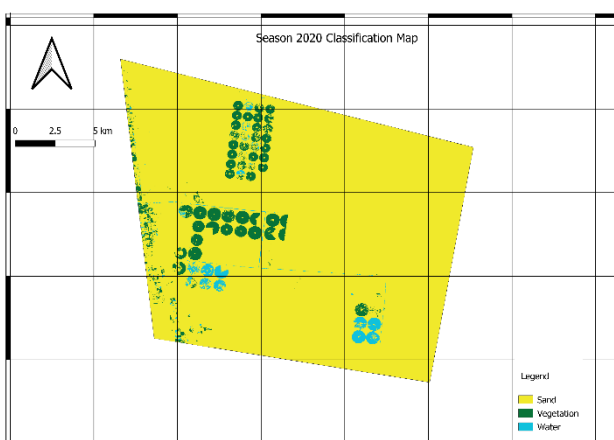 Season 2020 Classification Map
0 2.5 5 km
Legend
Sand
Vegetation
Water